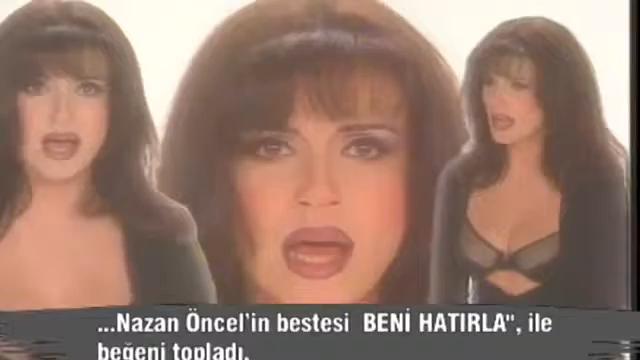 ...Nazan Öncel'in bestesi BENİ HATIRLA", ile
beğeni topladı.